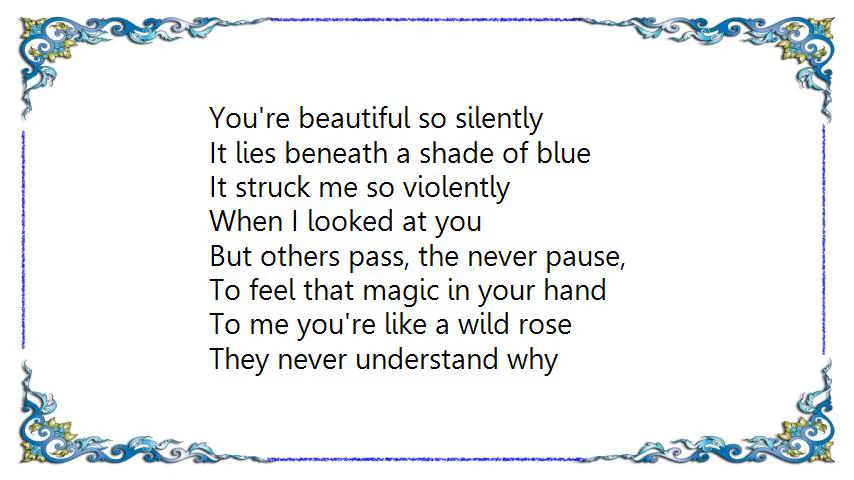 You're beautiful so silently
It lies beneath a shade of blue
It struck me so violently
When I looked at you
But others pass, the never pause,
To feel that magic in your hand
To me you're like a wild rose
They never understand why